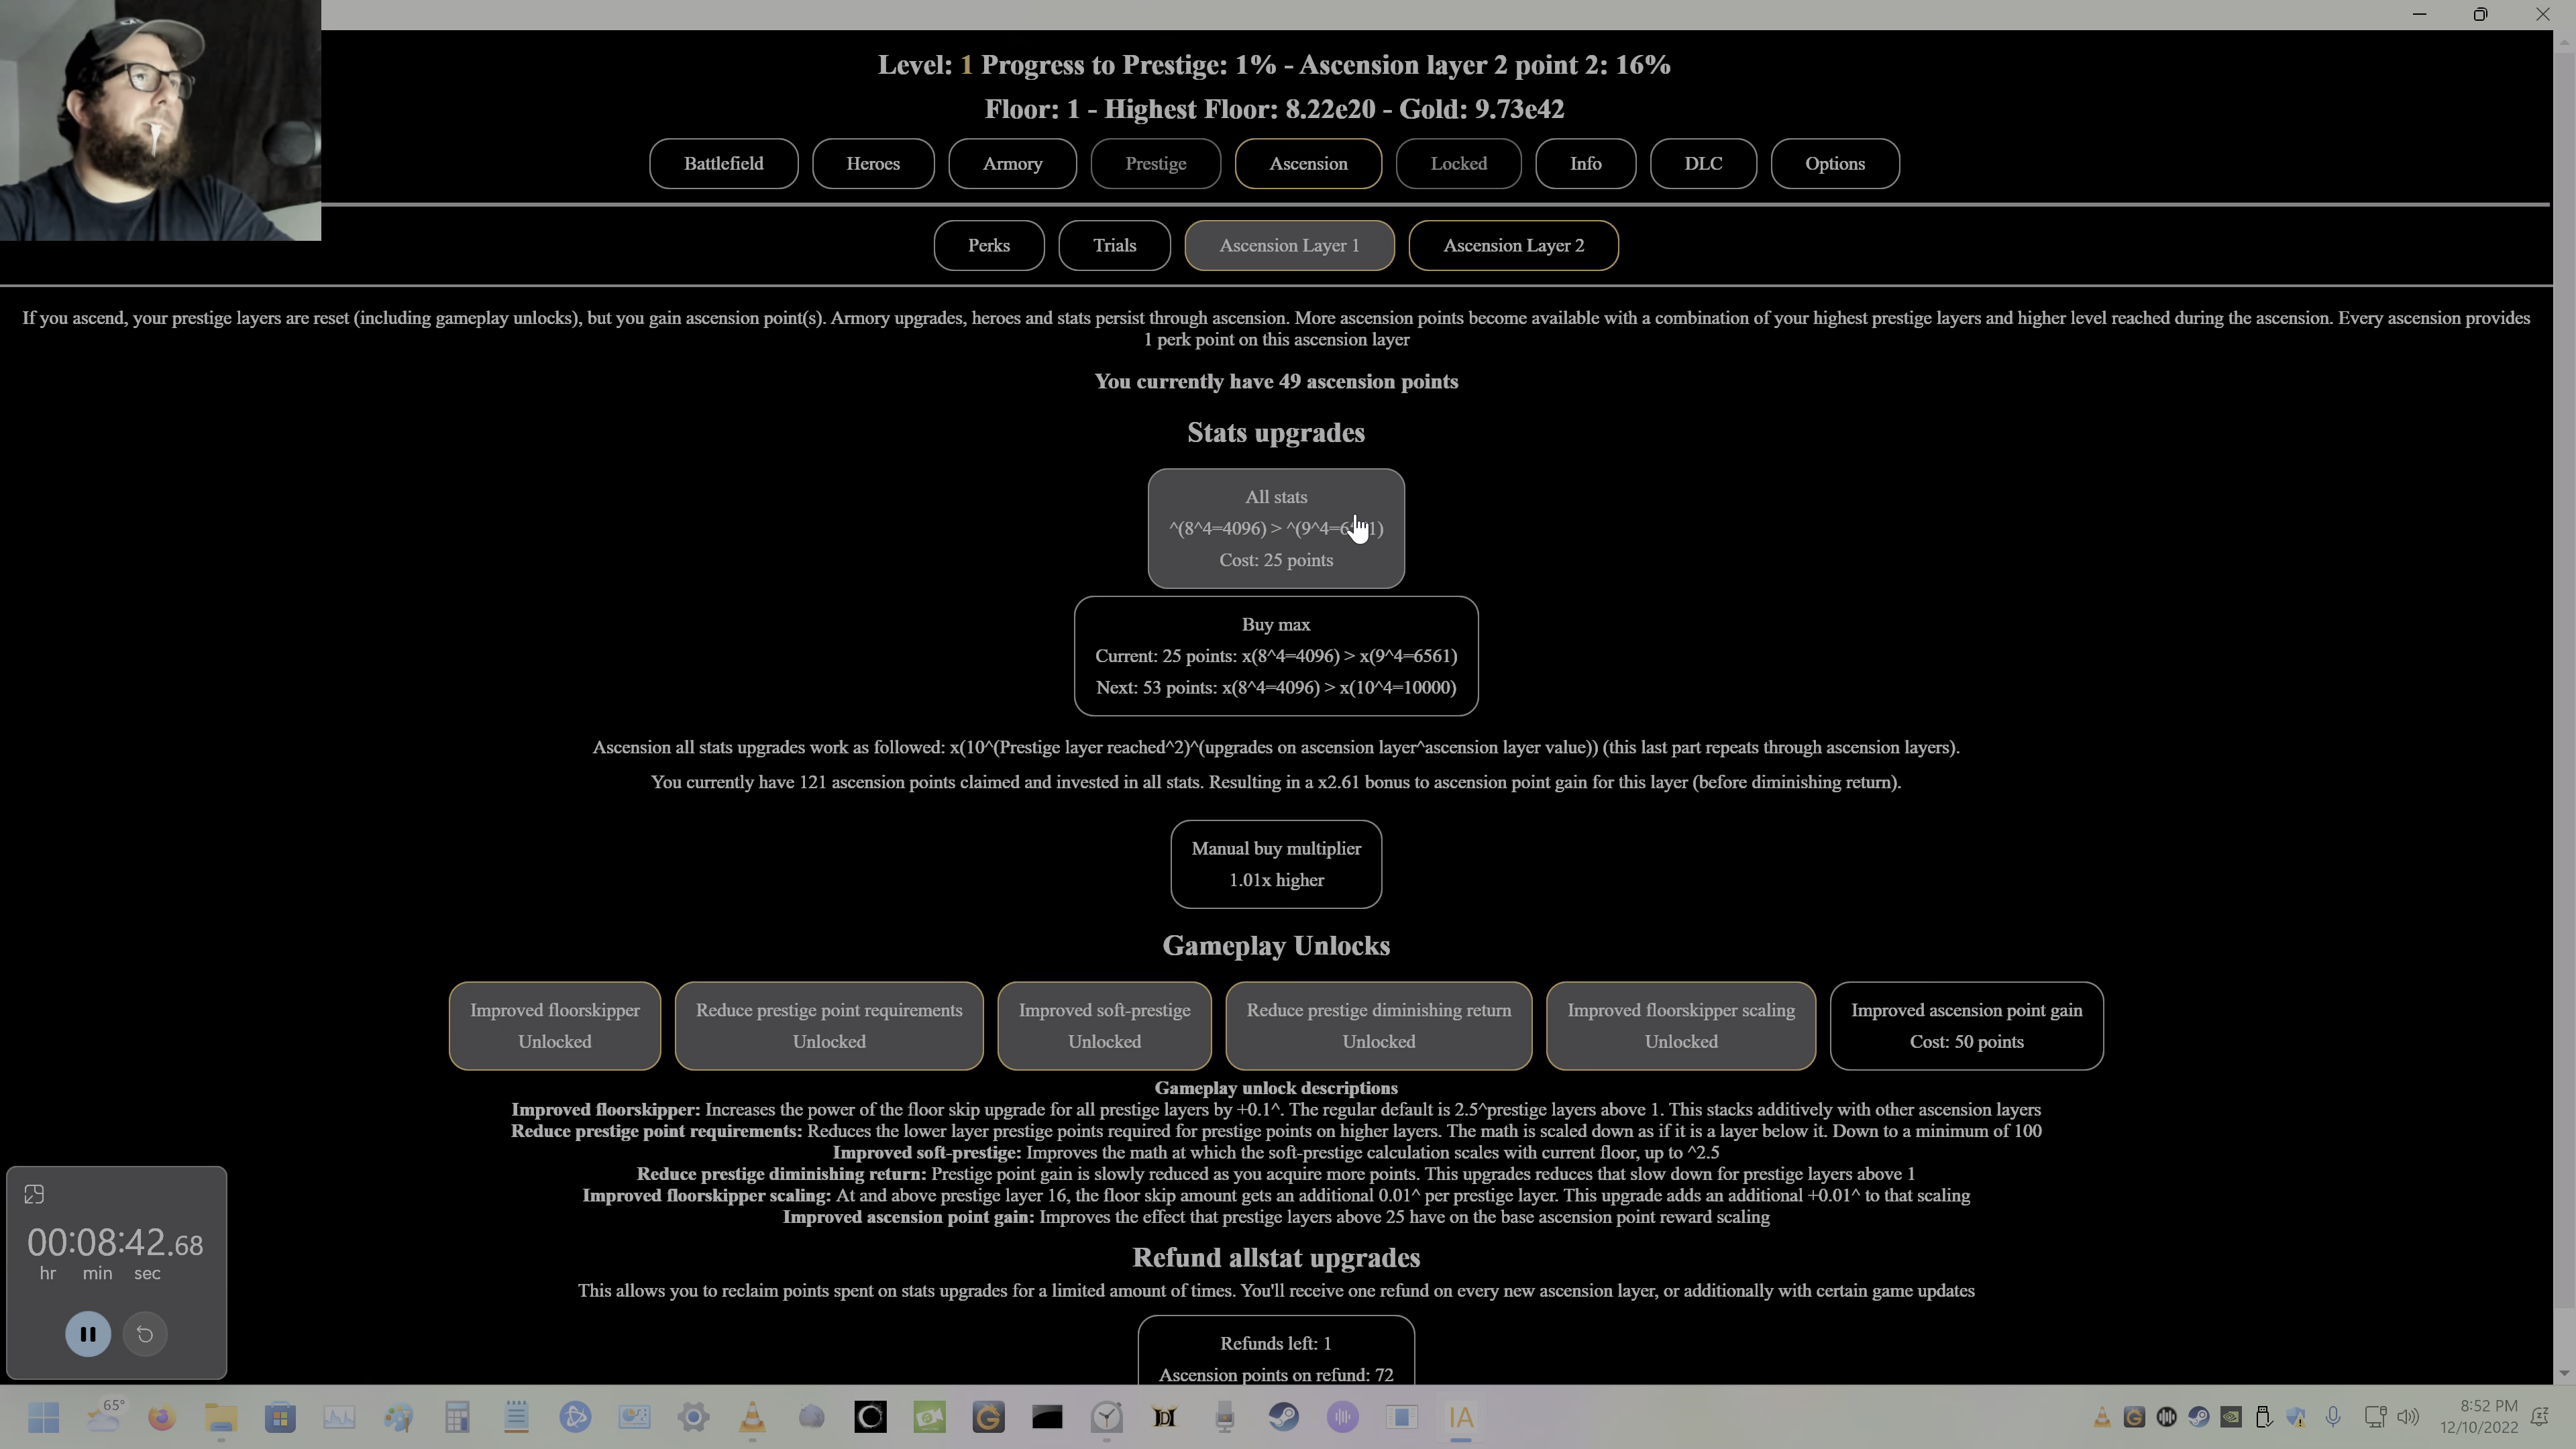 Level: 1 Progress to Prestige: 1% - Ascension layer 2 point 2: 16%
Floor: 1 - Highest Floor: 8.22e20 - Gold: 9.73e42
Battlefield Heroes Armory Prestige Ascension Locked Info DLC Options
Perks Trials Ascension Layer 1 Ascension Layer 2
If you ascend, your prestige layers are reset (including gameplay unlocks), but you gain ascension point(s). Armory upgrades, heroes and stats persist through ascension. More ascension points become available with a combination of your highest prestige layers and higher level reached during the ascension. Every ascension provides
1 perk point on this ascension layer
You currently have 49 ascension points
Stats upgrades
All stats
^(8^4=4096) > ^(9^4=6 1)
Cost: 25 points
Buy max
Current: 25 points: x(8^4=4096) > x(9^4=6561)
Next: 53 points: x(8^4=4096) > x(10^4=10000)
Ascension all stats upgrades work as followed: x(10^(Prestige layer reached^2)^(upgrades on ascension layer^ascension layer value)) (this last part repeats through ascension layers).
You currently have 121 ascension points claimed and invested in all stats. Resulting in a x2.61 bonus to ascension point gain for this layer (before diminishing return).
Manual buy multiplier
1.01x higher
Gameplay Unlocks
Improved floorskipper Reduce prestige point requirements Improved soft-prestige Reduce prestige diminishing return Improved floorskipper scaling Improved ascension point gain
Unlocked Unlocked Unlocked Unlocked Unlocked Cost: 50 points
Gameplay unlock descriptions
Improved floorskipper: Increases the power of the floor skip upgrade for all prestige layers by +0.1^. The regular default is 2.5^prestige layers above 1. This stacks additively with other ascension layers
Reduce prestige point requirements: Reduces the lower layer prestige points required for prestige points on higher layers. The math is scaled down as if it is a layer below it. Down to a minimum of 100
Improved soft-prestige: Improves the math at which the soft-prestige calculation scales with current floor, up to ^2.5
Reduce prestige diminishing return: Prestige point gain is slowly reduced as you acquire more points. This upgrades reduces that slow down for prestige layers above 1
Improved floorskipper scaling: At and above prestige layer 16, the floor skip amount gets an additional 0.01^ per prestige layer. This upgrade adds an additional +0.01^ to that scaling
Improved ascension point gain: Improves the effect that prestige layers above 25 have on the base ascension point reward scaling
Refund allstat upgrades
This allows you to reclaim points spent on stats upgrades for a limited amount of times. You'll receive one refund on every new ascension layer, or additionally with certain game updates
Refunds left: 1
Ascension points on refund: 72
00:08:42.68
hr min sec
65°
IA
8:52 PM
12/10/2022